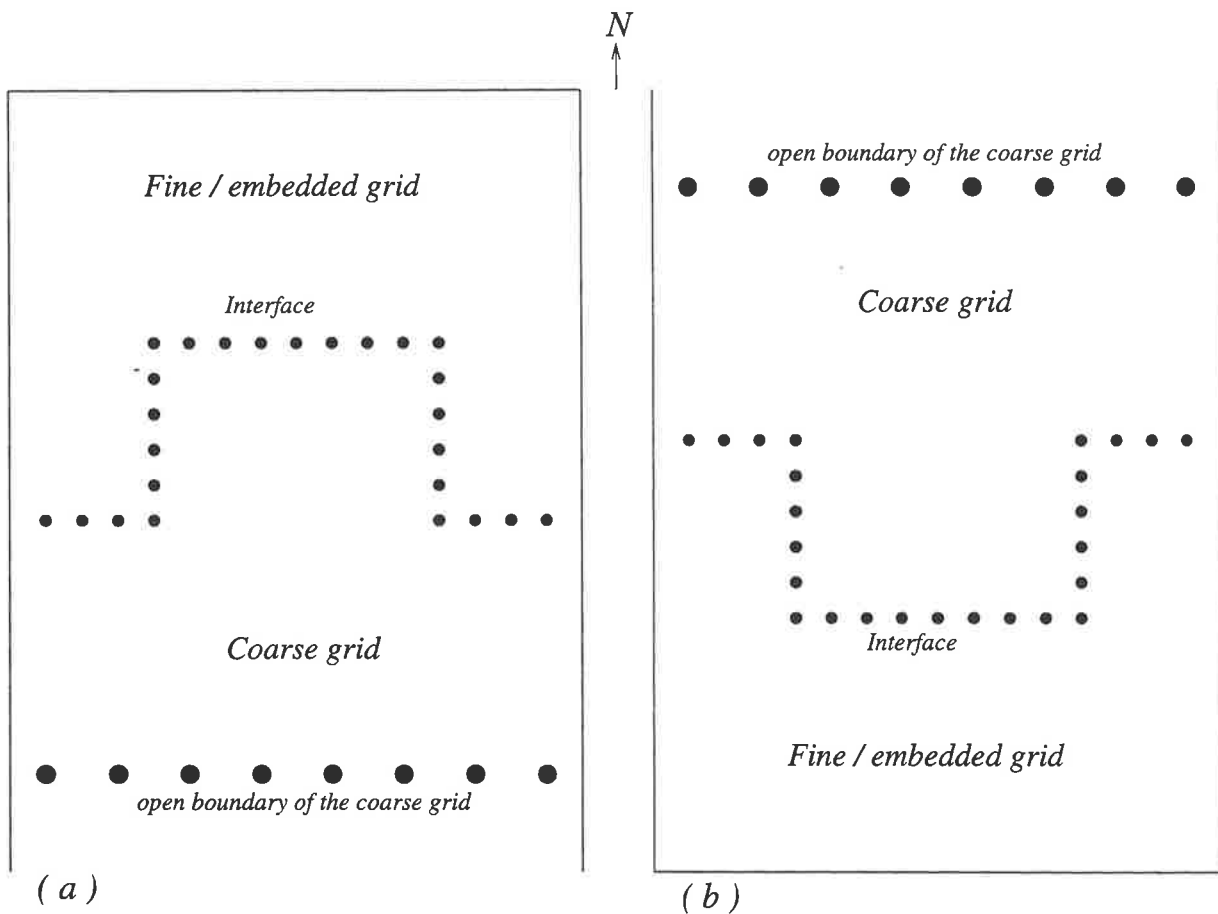 N
Fine / embedded grid
Interface
Coarse grid
open boundary of the coarse grid
( a )
open boundary of the coarse grid
Coarse grid
Interface
Fine / embedded grid
( b )